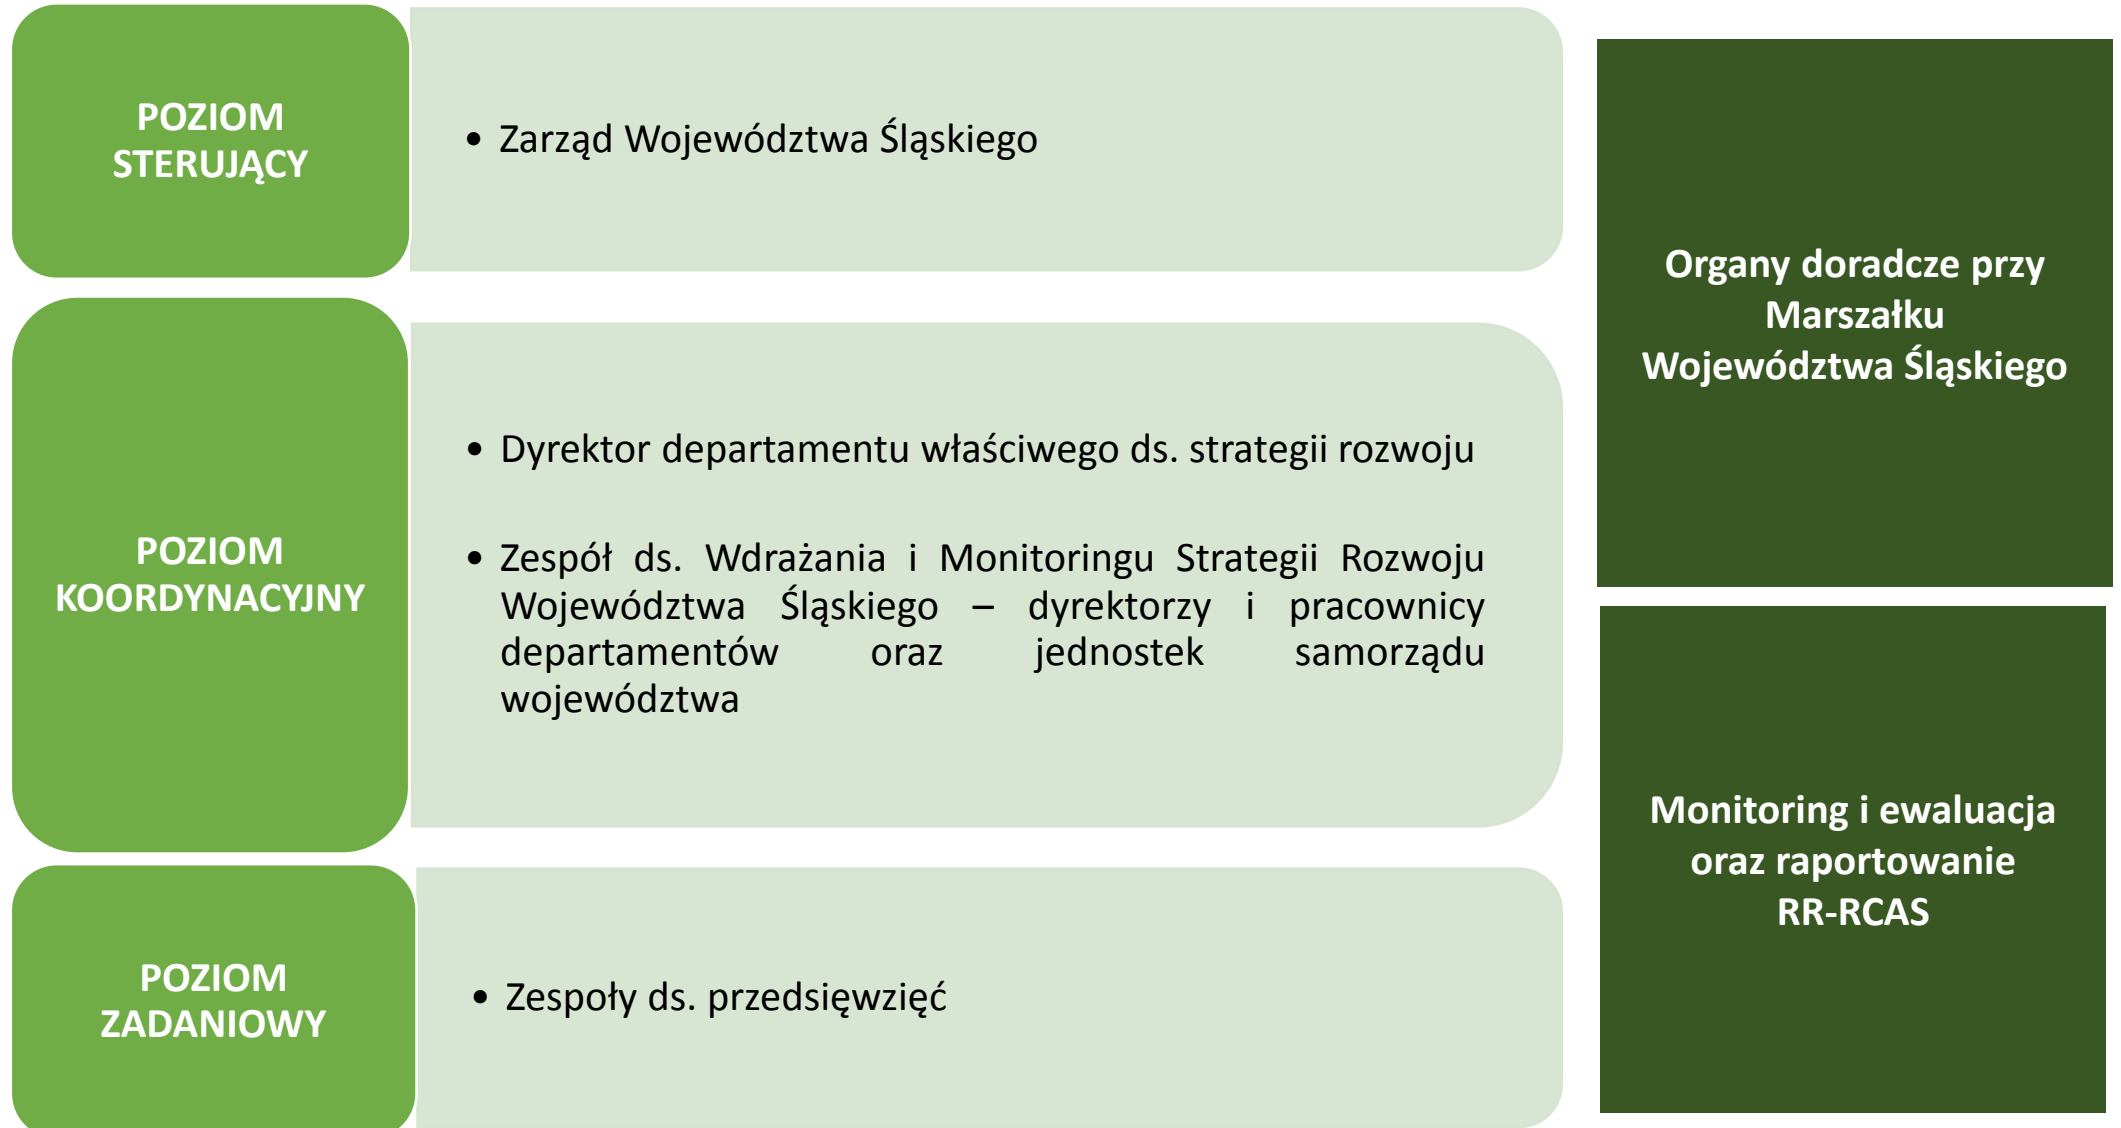 POZIOM
STERUJĄCY
• Zarząd Województwa Śląskiego
POZIOM
KOORDYNACYJNY
• Dyrektor departamentu właściwego ds. strategii rozwoju
• Zespół ds. Wdrażania i Monitoringu Strategii Rozwoju
Województwa Śląskiego – dyrektorzy i pracownicy
departamentów oraz jednostek samorządu
województwa
POZIOM
ZADANIOWY
• Zespoły ds. przedsięwzięć
Organy doradcze przy
Marszałku
Województwa Śląskiego
Monitoring i ewaluacja
oraz raportowanie
RR-RCAS